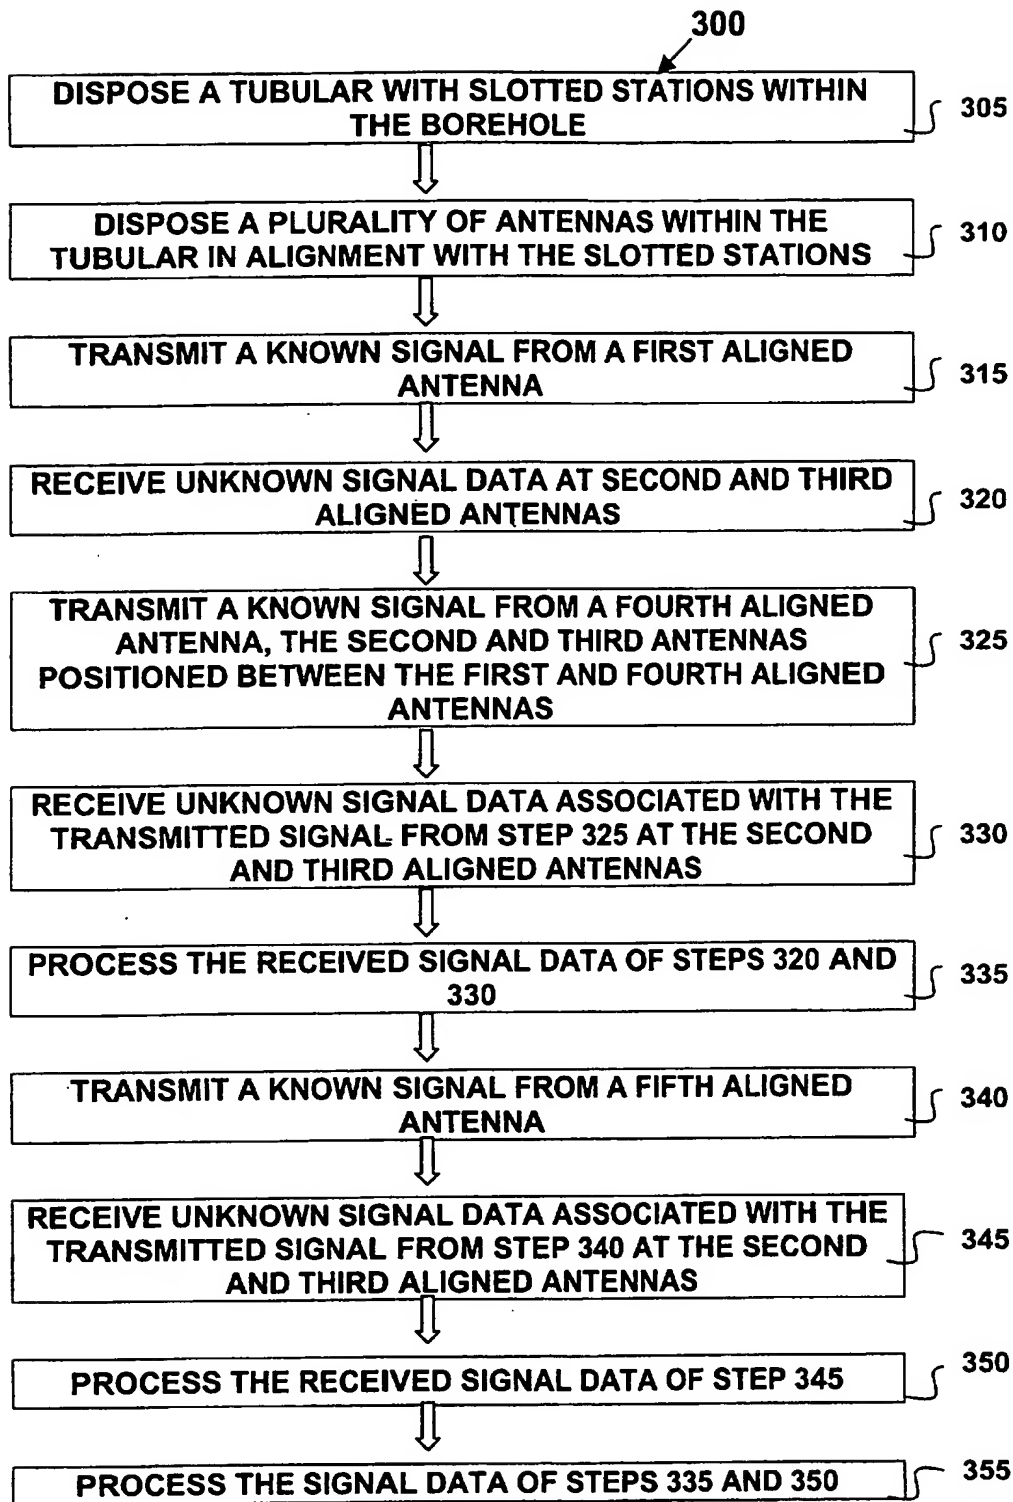 300
DISPOSE A TUBULAR WITH SLOTTED STATIONS WITHIN
THE BOREHOLE
305
DISPOSE A PLURALITY OF ANTENNAS WITHIN THE
TUBULAR IN ALIGNMENT WITH THE SLOTTED STATIONS
310
TRANSMIT A KNOWN SIGNAL FROM A FIRST ALIGNED
ANTENNA
315
RECEIVE UNKNOWN SIGNAL DATA AT SECOND AND THIRD
ALIGNED ANTENNAS
320
TRANSMIT A KNOWN SIGNAL FROM A FOURTH ALIGNED
ANTENNA, THE SECOND AND THIRD ANTENNAS
POSITIONED BETWEEN THE FIRST AND FOURTH ALIGNED
ANTENNAS
325
RECEIVE UNKNOWN SIGNAL DATA ASSOCIATED WITH THE
TRANSMITTED SIGNAL FROM STEP 325 AT THE SECOND
AND THIRD ALIGNED ANTENNAS
330
PROCESS THE RECEIVED SIGNAL DATA OF STEPS 320 AND
330
335
TRANSMIT A KNOWN SIGNAL FROM A FIFTH ALIGNED
ANTENNA
340
RECEIVE UNKNOWN SIGNAL DATA ASSOCIATED WITH THE
TRANSMITTED SIGNAL FROM STEP 340 AT THE SECOND
AND THIRD ALIGNED ANTENNAS
345
PROCESS THE RECEIVED SIGNAL DATA OF STEP 345
350
PROCESS THE SIGNAL DATA OF STEPS 335 AND 350
355